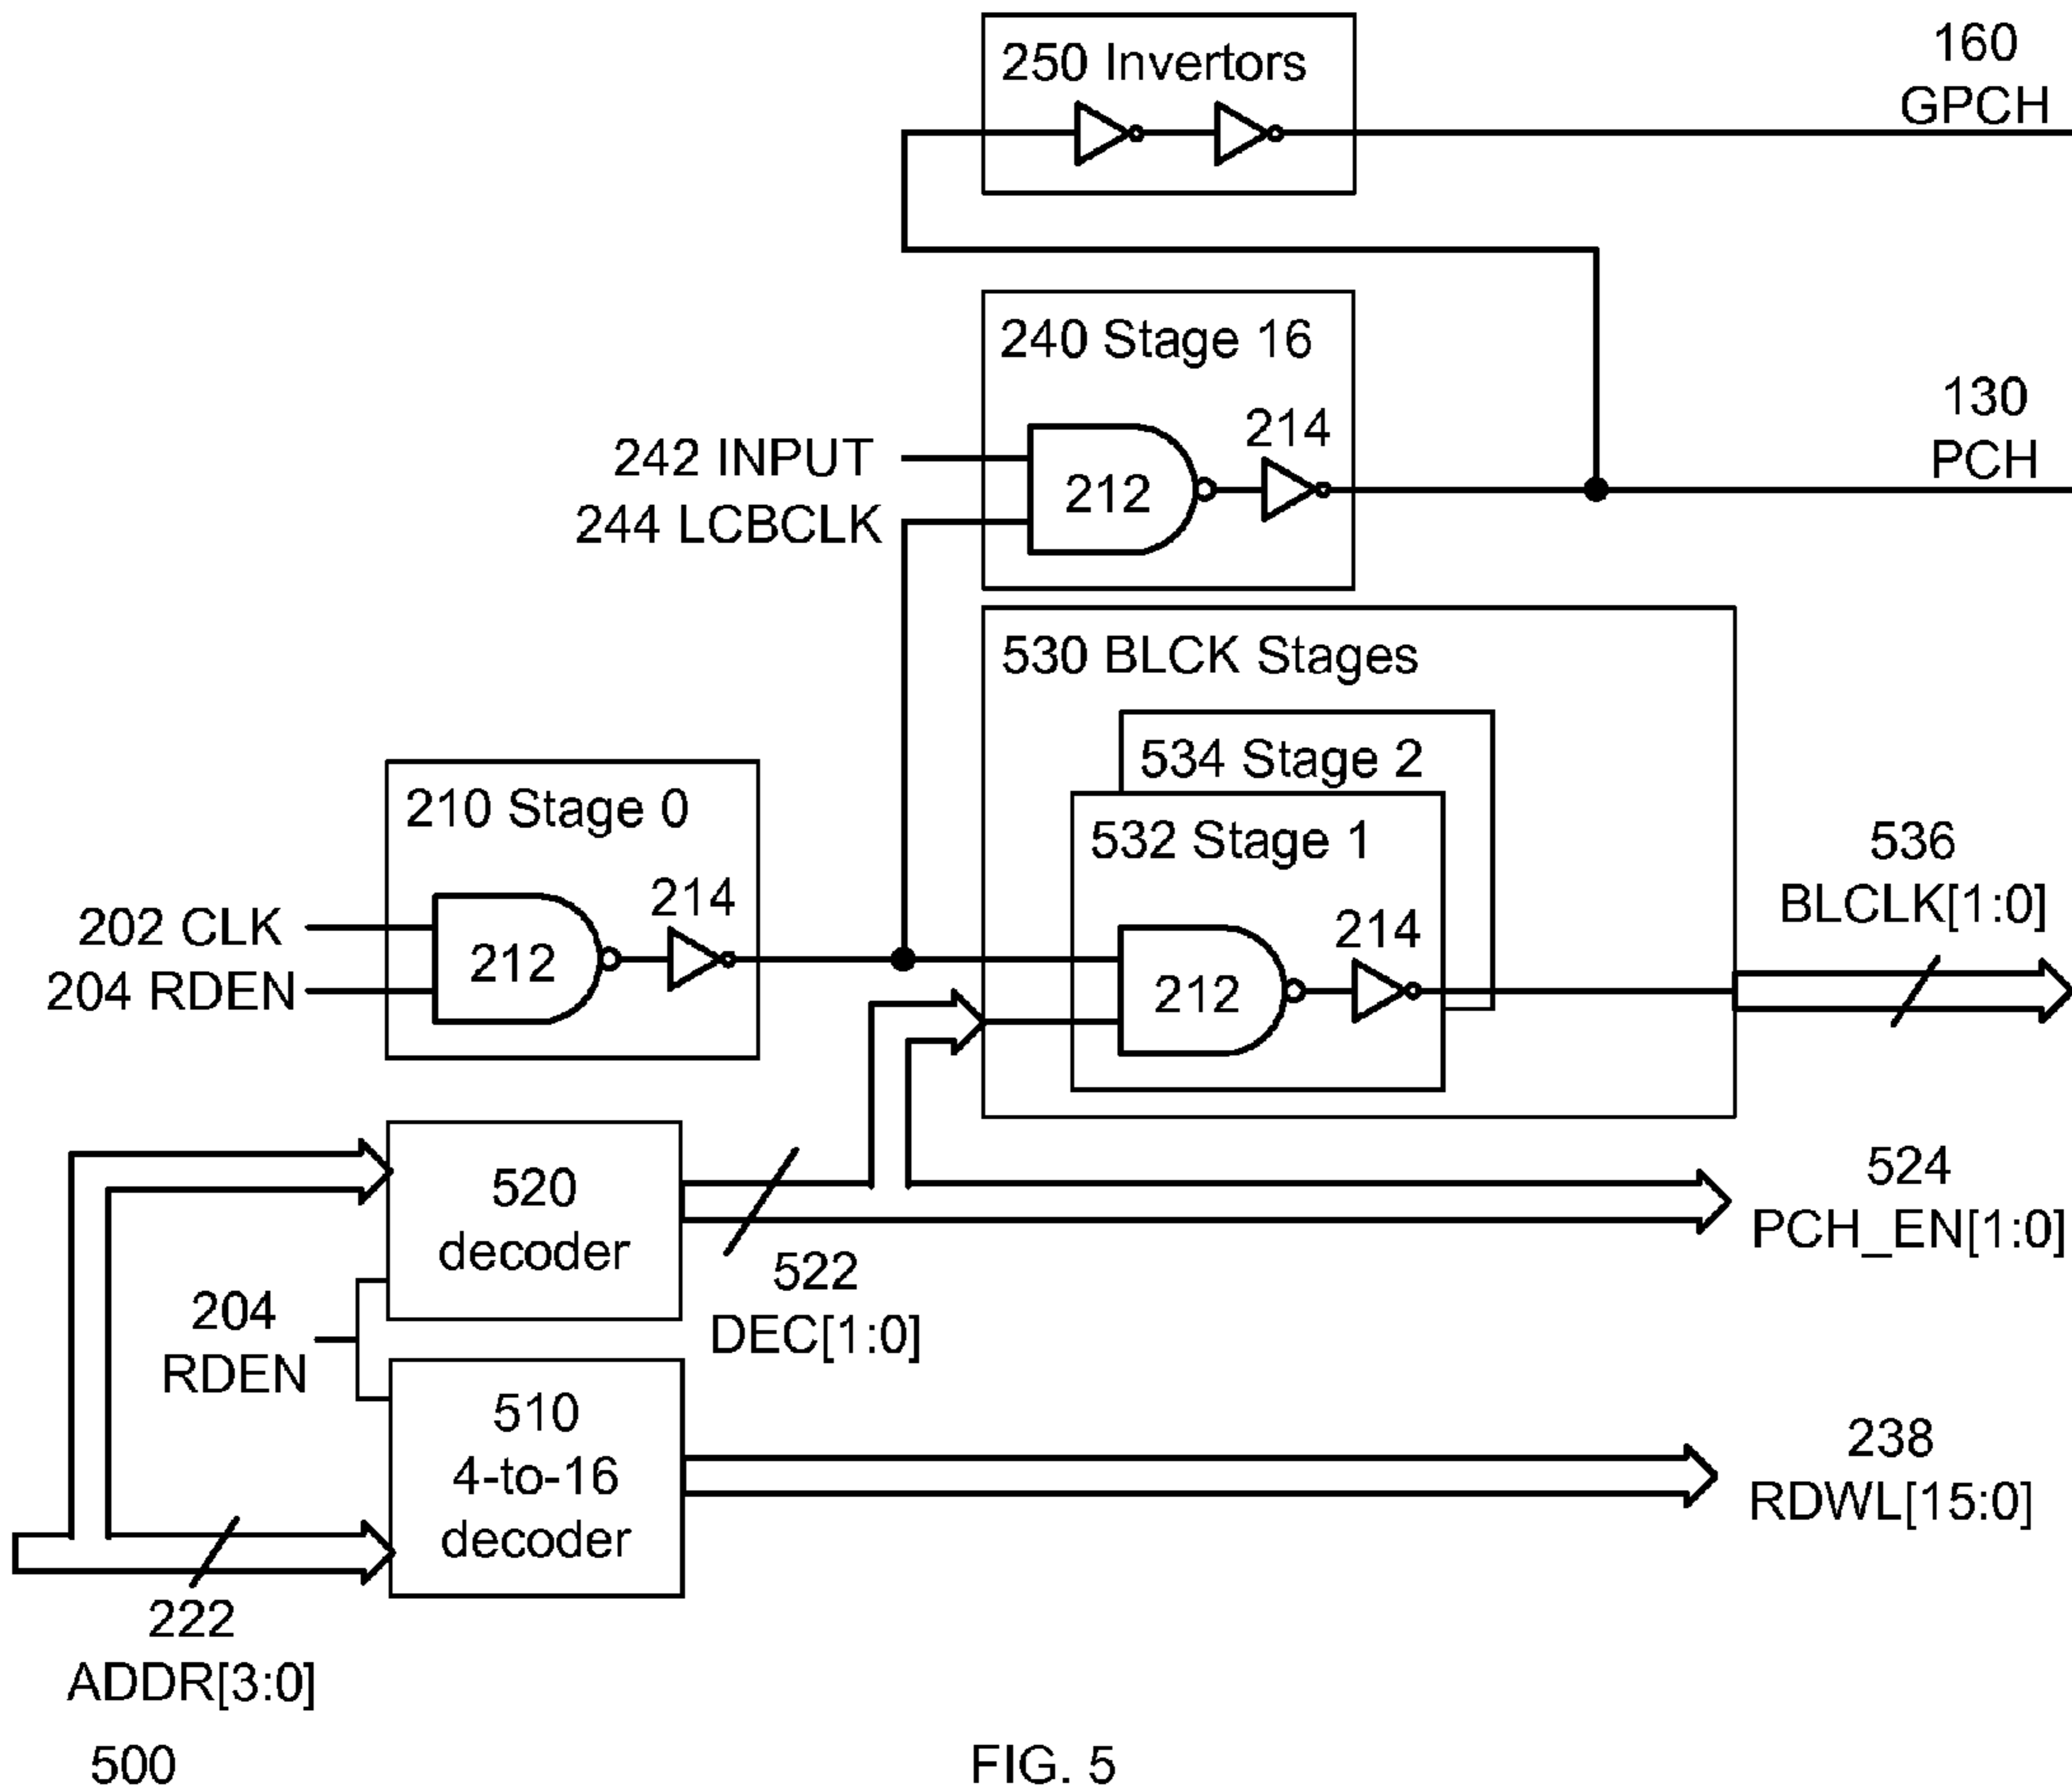 250 Invertors
160
GPCH
240 Stage 16
214
212
242 INPUT
244 LCBCLK
130
PCH
530 BLCK Stages
534 Stage 2
532 Stage 1
214
212
536
BLCLK[1:0]
210 Stage 0
214
212
202 CLK
204 RDEN
520
decoder
522
DEC[1:0]
524
PCH_EN[1:0]
204
RDEN
510
4-to-16
decoder
238
RDWL[15:0]
222
ADDR[3:0]
500
FIG. 5